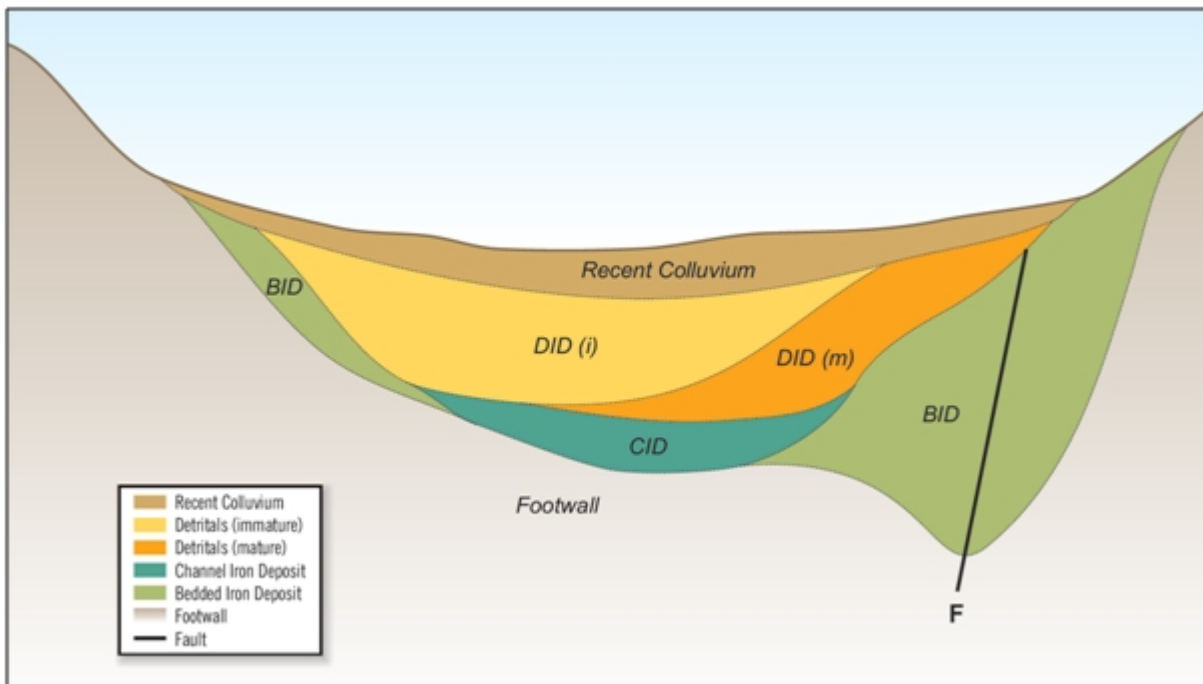 Recent Colluvium
BID
DID (i)
DID (m)
BID
CID
Footwall
Recent Colluvium
Detritals (immature)
Detritals (mature)
Channel Iron Deposit
Bedded Iron Deposit
Footwall
Fault
F